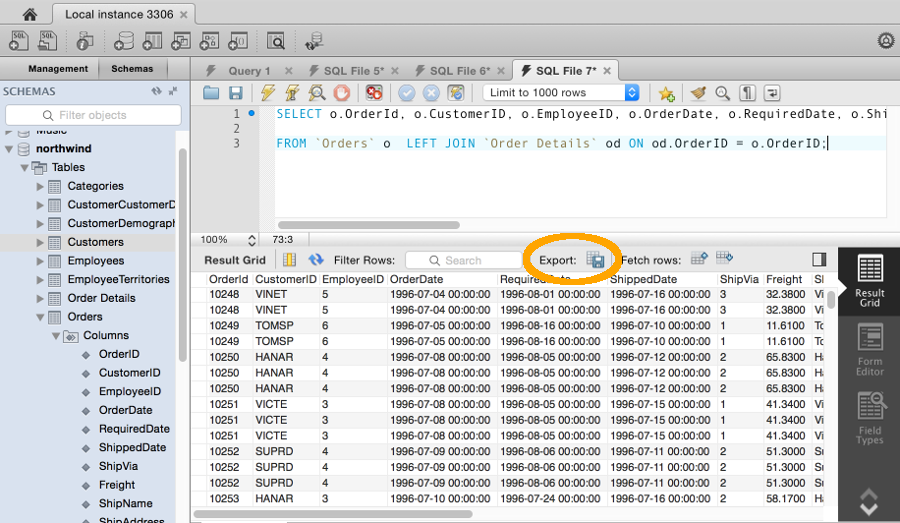 Local instance 3306
Management Schemas
Query 1 SQL File 5* SQL File 6* SQL File 7*
SCHEMAS
Filter objects
Limit to 1000 rows
1 SELECT o.OrderId, o.CustomerID, o.EmployeeID, o.OrderDate, o.RequiredDate, o.Shi
2
3 FROM `Orders` o LEFT JOIN `Order Details` od ON od.OrderID = o.OrderID;
Music
northwind
Tables
Categories
CustomerCustomerD
CustomerDemograph
Customers
Employees
EmployeeTerritories
Order Details
Orders
Columns
OrderID
CustomerID
EmployeeID
OrderDate
RequiredDate
ShippedDate
ShipVia
Freight
ShipName
ShipAddress
100% 73:3
Result Grid Filter Rows: Search Export: Fetch rows:
OrderId CustomerID EmployeeID OrderDate RequiredDate ShippedDate ShipVia Freight
10248 VINET 5 1996-07-04 00:00:00 1996-08-01 00:00:00 1996-07-16 00:00:00 3 32.3800 Vi
10248 VINET 5 1996-07-04 00:00:00 1996-08-01 00:00:00 1996-07-16 00:00:00 3 32.3800 Vi
10249 TOMSP 6 1996-07-05 00:00:00 1996-08-16 00:00:00 1996-07-10 00:00:00 1 11.6100 To
10249 TOMSP 6 1996-07-05 00:00:00 1996-08-16 00:00:00 1996-07-10 00:00:00 1 11.6100 To
10250 HANAR 4 1996-07-08 00:00:00 1996-08-05 00:00:00 1996-07-12 00:00:00 2 65.8300 Ha
10250 HANAR 4 1996-07-08 00:00:00 1996-08-05 00:00:00 1996-07-12 00:00:00 2 65.8300 Ha
10250 HANAR 4 1996-07-08 00:00:00 1996-08-05 00:00:00 1996-07-12 00:00:00 2 65.8300 Ha
10251 VICTE 3 1996-07-08 00:00:00 1996-08-05 00:00:00 1996-07-15 00:00:00 1 41.3400 Vi
10251 VICTE 3 1996-07-08 00:00:00 1996-08-05 00:00:00 1996-07-15 00:00:00 1 41.3400 Vi
10251 VICTE 3 1996-07-08 00:00:00 1996-08-05 00:00:00 1996-07-15 00:00:00 1 41.3400 Vi
10252 SUPRD 4 1996-07-09 00:00:00 1996-08-06 00:00:00 1996-07-11 00:00:00 2 51.3000 Su
10252 SUPRD 4 1996-07-09 00:00:00 1996-08-06 00:00:00 1996-07-11 00:00:00 2 51.3000 Su
10252 SUPRD 4 1996-07-09 00:00:00 1996-08-06 00:00:00 1996-07-11 00:00:00 2 51.3000 Su
10253 HANAR 3 1996-07-10 00:00:00 1996-07-24 00:00:00 1996-07-16 00:00:00 2 58.1700 Ha
Result
Grid
Form
Editor
Field
Types